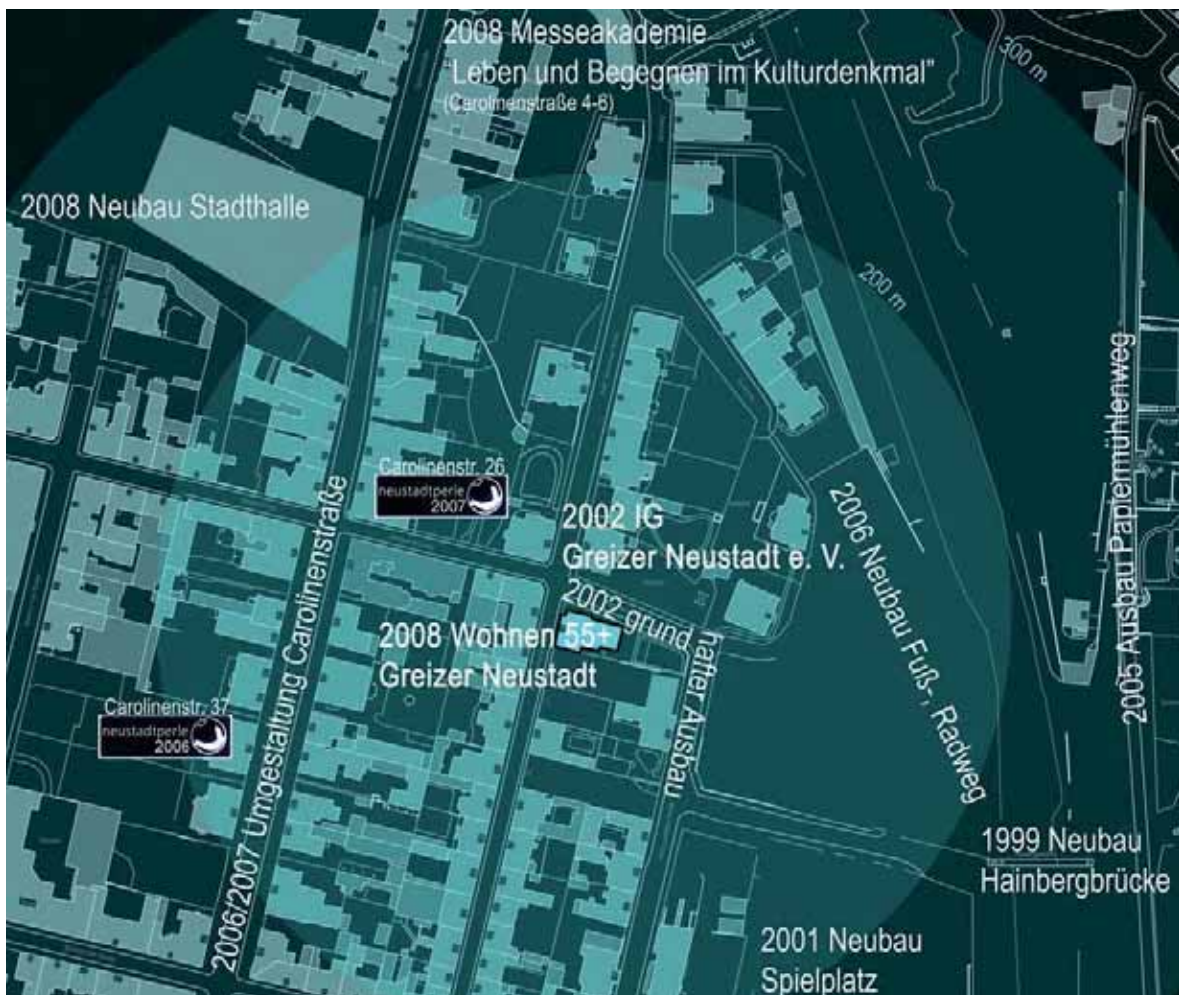 2008 Messeakademie
"Leben und Begegnen im Kulturdenkmal"
(Carolinenstraße 4-6)
300 m
2008 Neubau Stadthalle
200 m
2005 Ausbau Papiermühlenweg
Carolinenstr. 26
neustadtperle
2007
2002 IG
Greizer Neustadt e. V.
2006 Neubau Fuß-, Radweg
2002 grund
hafter Ausbau
2008 Wohnen 55+
Greizer Neustadt
2006/2007 Umgestaltung Carolinenstraße
Carolinenstr. 37
neustadtperle
2006
1999 Neubau
Hainbergbrücke
2001 Neubau
Spielplatz